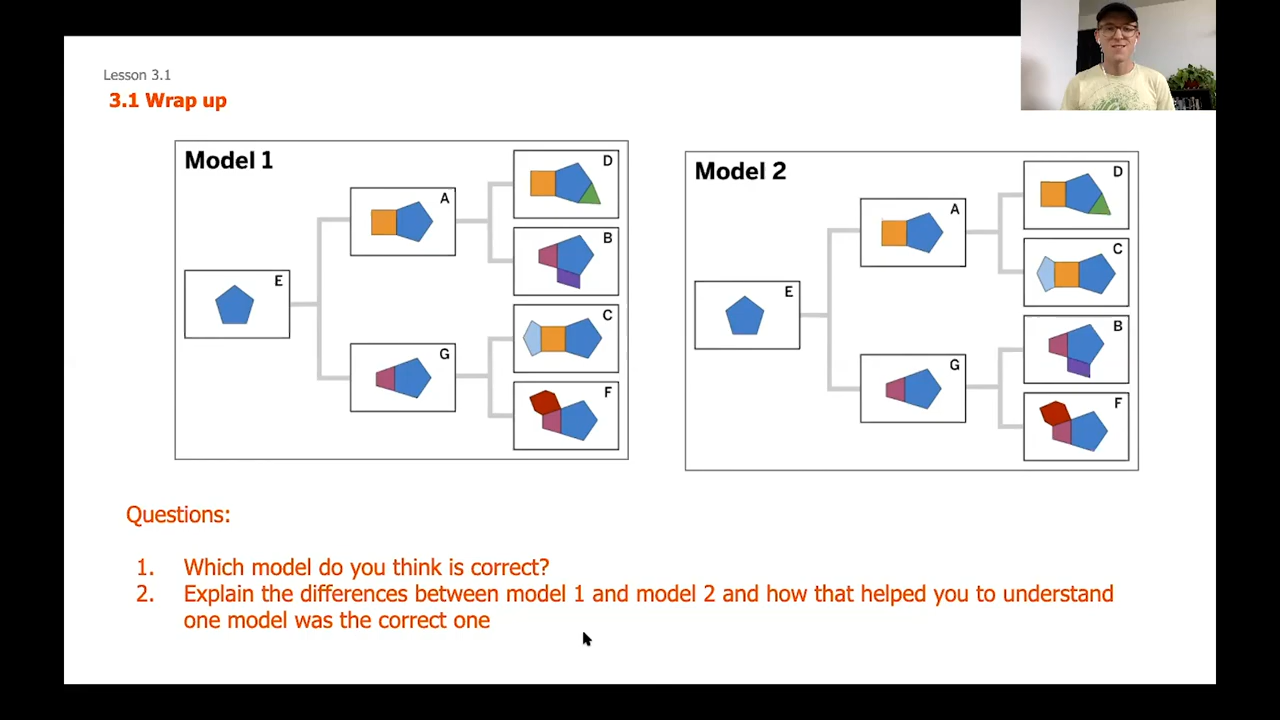 Lesson 3.1
3.1 Wrap up
Model 1
E
A
G
D
B
C
F
Model 2
E
A
G
D
C
B
F
Questions:
1. Which model do you think is correct?
2. Explain the differences between model 1 and model 2 and how that helped you to understand
one model was the correct one